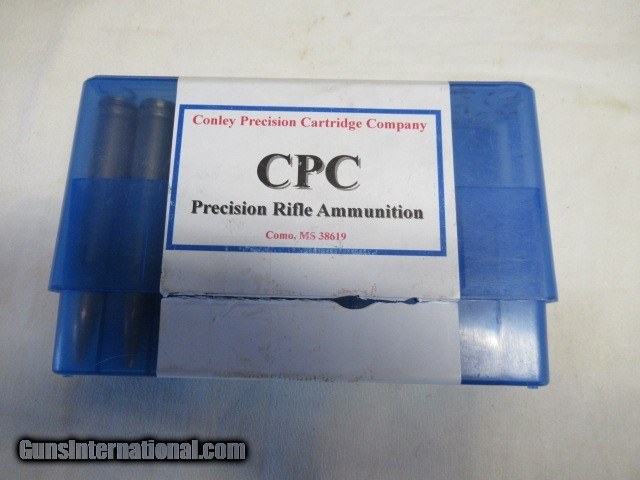 Conley Precision Cartridge Company
CPC
Precision Rifle Ammunition
Como, MS 38619
GunsInternational.com